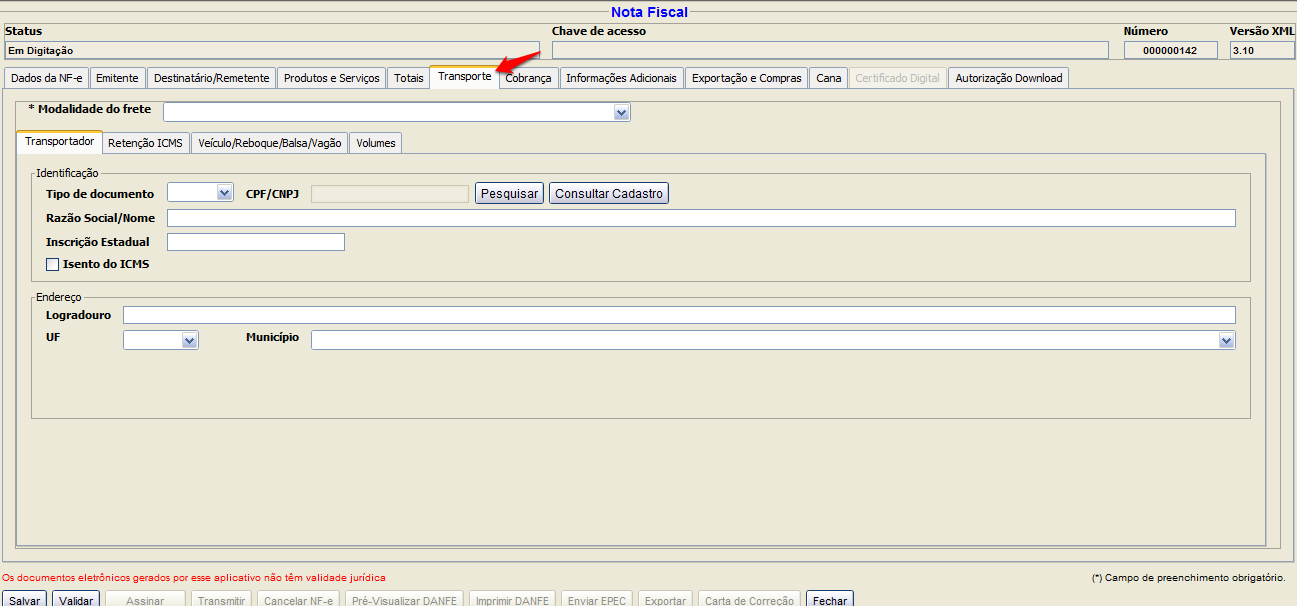 Nota Fiscal
Status Chave de acesso Número Versão XML
Em Digitação 000000142 3.10
Dados da NF-e Emitente Destinatário/Remetente Produtos e Serviços Totais Transporte Cobrança Informações Adicionais Exportação e Compras Cana Certificado Digital Autorização Download
* Modalidade do frete
Transportador Retenção ICMS Veículo/Reboque/Balsa/Vagão Volumes
Identificação
Tipo de documento CPF/CNPJ Pesquisar Consultar Cadastro
Razão Social/Nome
Inscrição Estadual
Isento do ICMS
Endereço
Logradouro
UF Município
Os documentos eletrônicos gerados por esse aplicativo não têm validade jurídica (*) Campo de preenchimento obrigatório.
Salvar Validar Assinar Transmitir Cancelar NF-e Pré-Visualizar DANFE Imprimir DANFE Enviar EPEC Exportar Carta de Correção Fechar